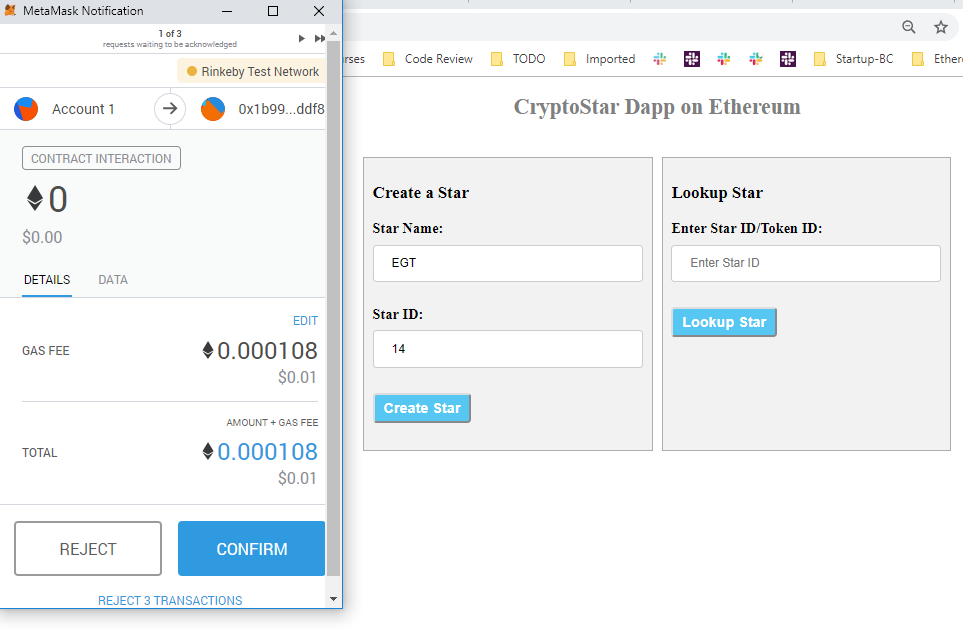 MetaMask Notification
1 of 3
requests waiting to be acknowledged
Rinkeby Test Network
Account 1
0x1b99...ddf8
CONTRACT INTERACTION
0
$0.00
DETAILS DATA
EDIT
GAS FEE 0.000108
$0.01
AMOUNT + GAS FEE
TOTAL 0.000108
$0.01
REJECT CONFIRM
REJECT 3 TRANSACTIONS
rses Code Review TODO Imported Startup-BC Ether
CryptoStar Dapp on Ethereum
Create a Star
Star Name:
EGT
Star ID:
14
Create Star
Lookup Star
Enter Star ID/Token ID:
Enter Star ID
Lookup Star